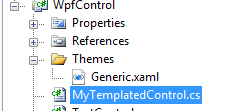 WpfControl
Properties
References
Themes
Generic.xaml
MyTemplatedControl.cs